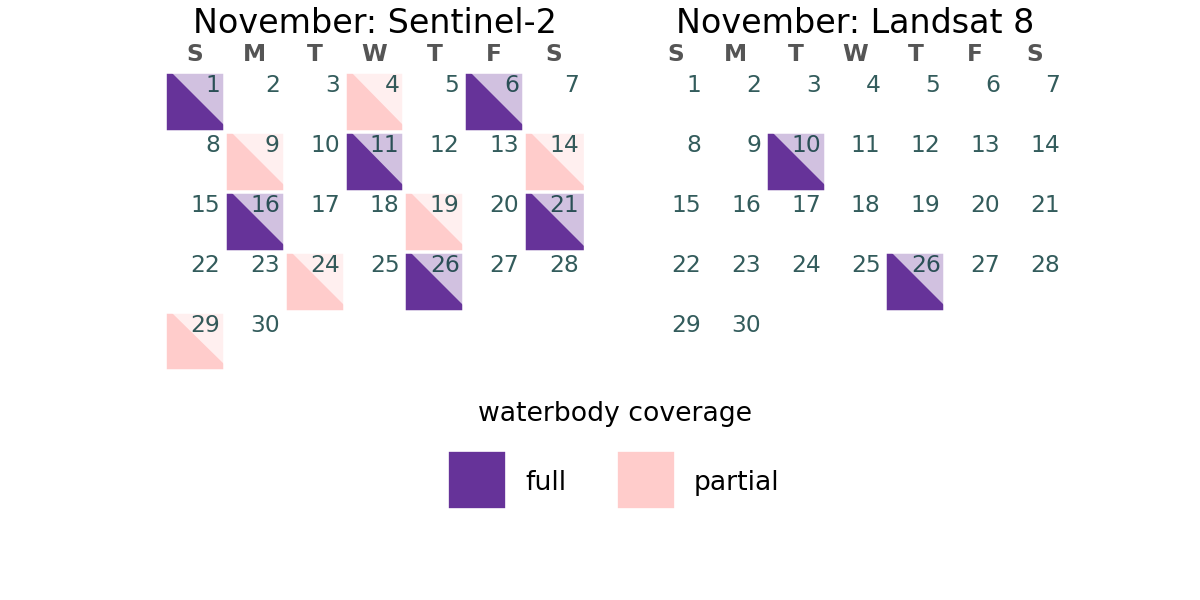 November: Sentinel-2
S M T W T F S
1 2 3 4 5 6 7
8 9 10 11 12 13 14
15 16 17 18 19 20 21
22 23 24 25 26 27 28
29 30
November: Landsat 8
S M T W T F S
1 2 3 4 5 6 7
8 9 10 11 12 13 14
15 16 17 18 19 20 21
22 23 24 25 26 27 28
29 30
waterbody coverage
full partial